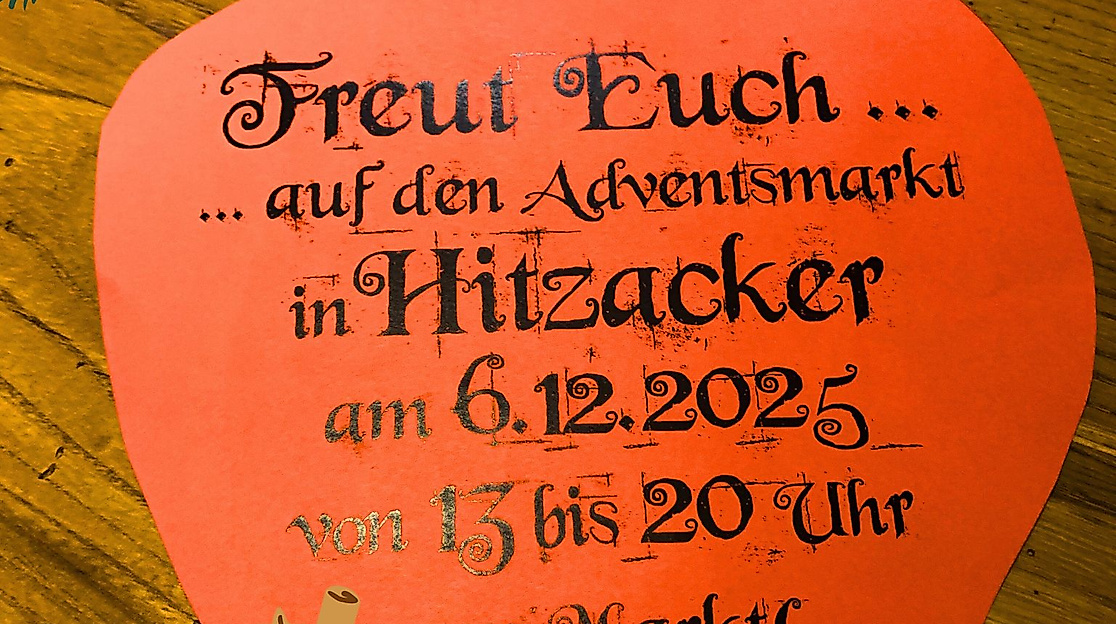 Freut Euch ...
... auf den Adventsmarkt
in Hitzacker
am 6.12.2025
von 13 bis 20 Uhr